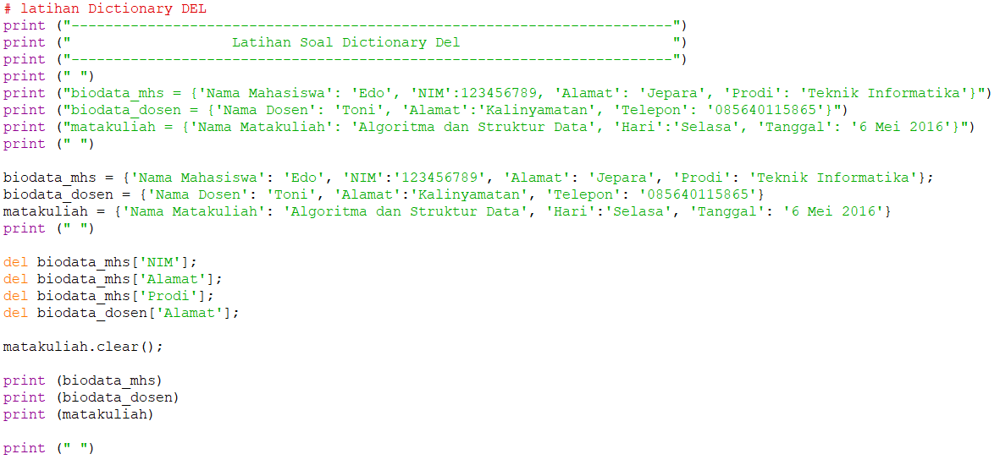 # latihan Dictionary DEL
print ("-----------------------------------------------------------------------")
print ("                   Latihan Soal Dictionary Del                         ")
print ("-----------------------------------------------------------------------")
print (" ")
print ("biodata_mhs = {'Nama Mahasiswa': 'Edo', 'NIM':123456789, 'Alamat': 'Jepara', 'Prodi': 'Teknik Informatika'}")
print ("biodata_dosen = {'Nama Dosen': 'Toni', 'Alamat':'Kalinyamatan', 'Telepon': '085640115865'}")
print ("matakuliah = {'Nama Matakuliah': 'Algoritma dan Struktur Data', 'Hari':'Selasa', 'Tanggal': '6 Mei 2016'}")
print (" ")
biodata_mhs = {'Nama Mahasiswa': 'Edo', 'NIM':'123456789', 'Alamat': 'Jepara', 'Prodi': 'Teknik Informatika'};
biodata_dosen = {'Nama Dosen': 'Toni', 'Alamat':'Kalinyamatan', 'Telepon': '085640115865'}
matakuliah = {'Nama Matakuliah': 'Algoritma dan Struktur Data', 'Hari':'Selasa', 'Tanggal': '6 Mei 2016'}
print (" ")
del biodata_mhs['NIM'];
del biodata_mhs['Alamat'];
del biodata_mhs['Prodi'];
del biodata_dosen['Alamat'];
matakuliah.clear();
print (biodata_mhs)
print (biodata_dosen)
print (matakuliah)
print (" ")